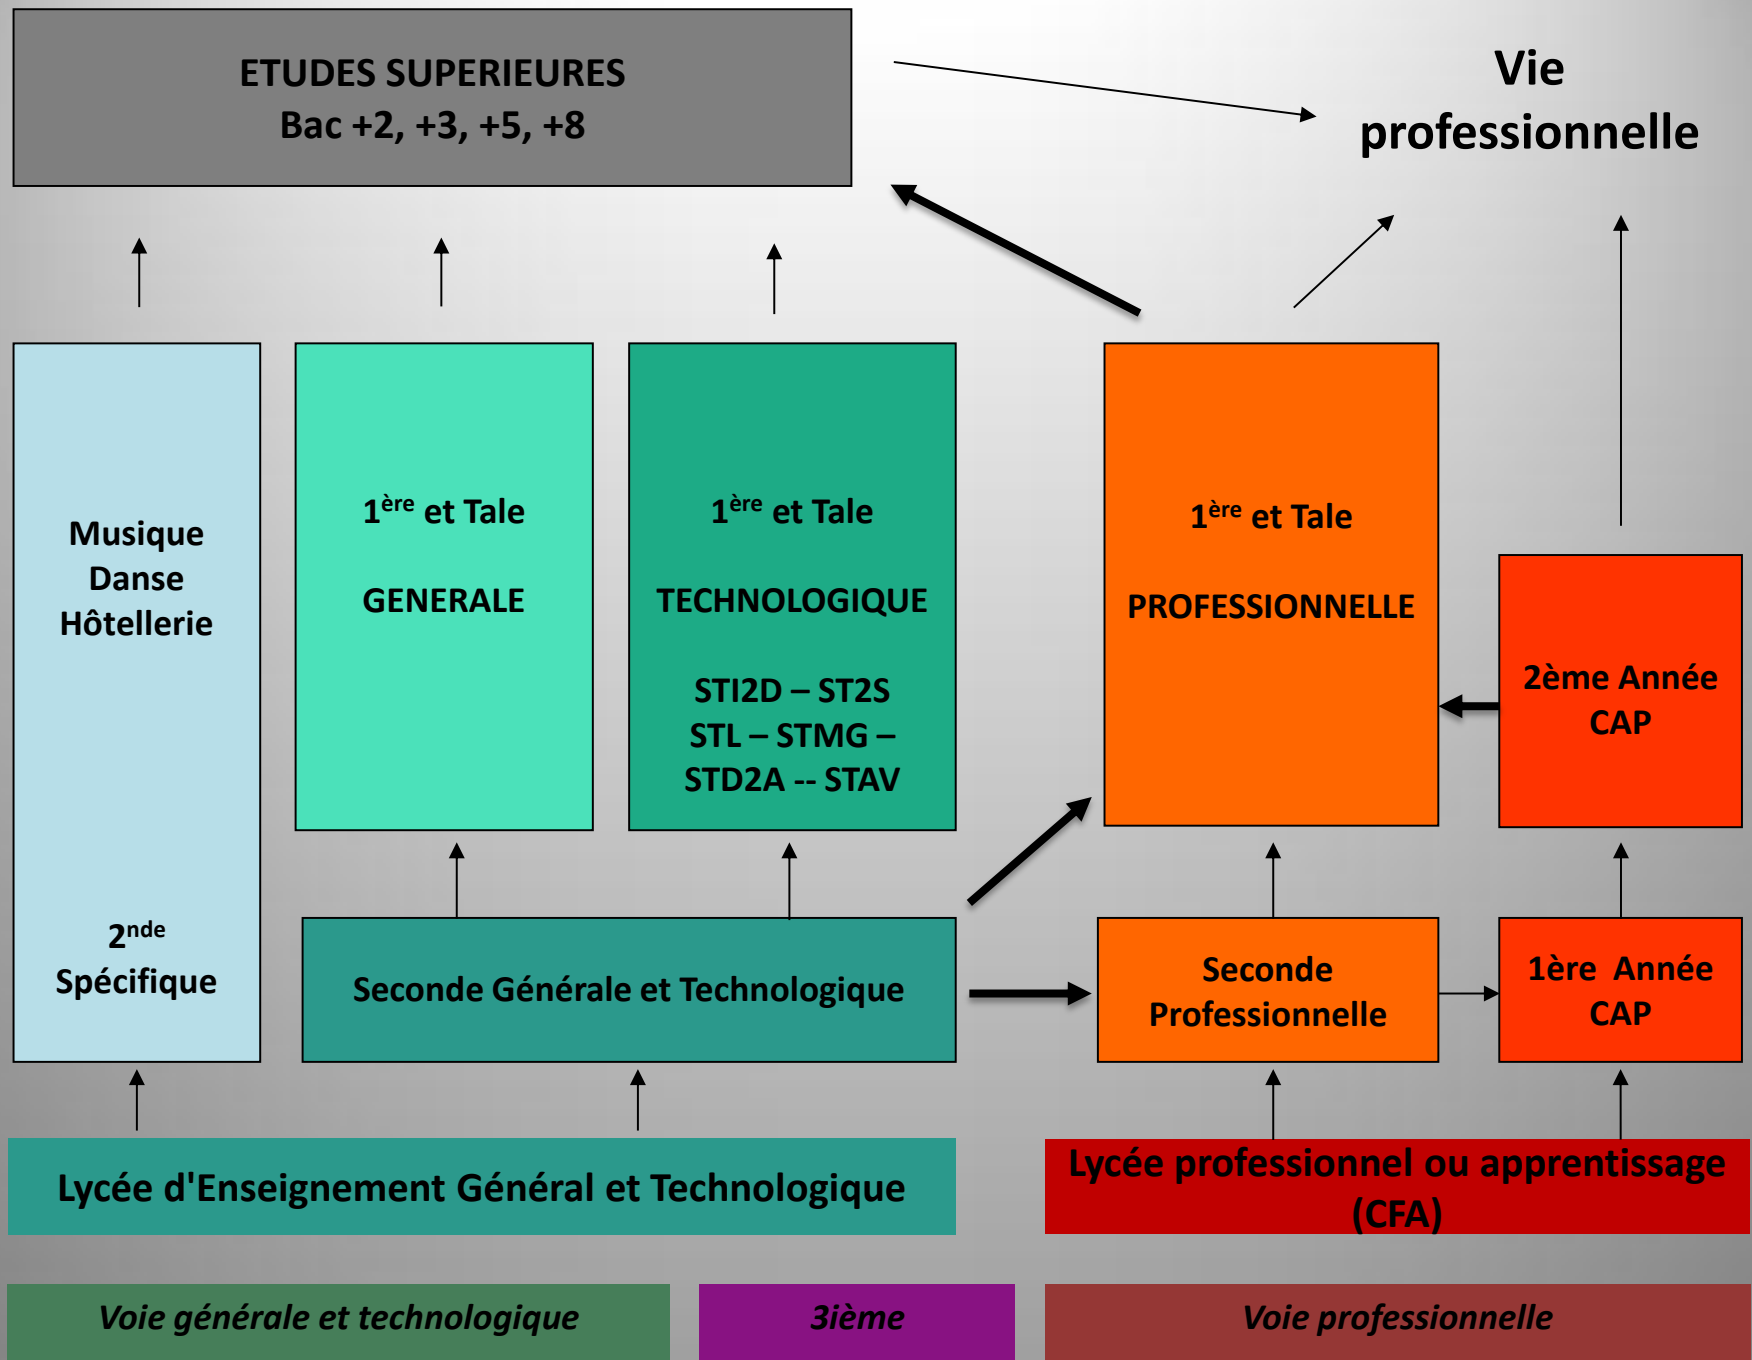 ETUDES SUPERIEURES
Bac +2, +3, +5, +8
Vie
professionnelle
Musique
Danse
Hôtellerie
2nde
Spécifique
1ère et Tale
GENERALE
1ère et Tale
TECHNOLOGIQUE
STI2D – ST2S
STL – STMG –
STD2A -- STAV
1ère et Tale
PROFESSIONNELLE
2ème Année
CAP
Seconde Générale et Technologique
Seconde
Professionnelle
1ère Année
CAP
Lycée d'Enseignement Général et Technologique
Lycée professionnel ou apprentissage
(CFA)
Voie générale et technologique
3ième
Voie professionnelle